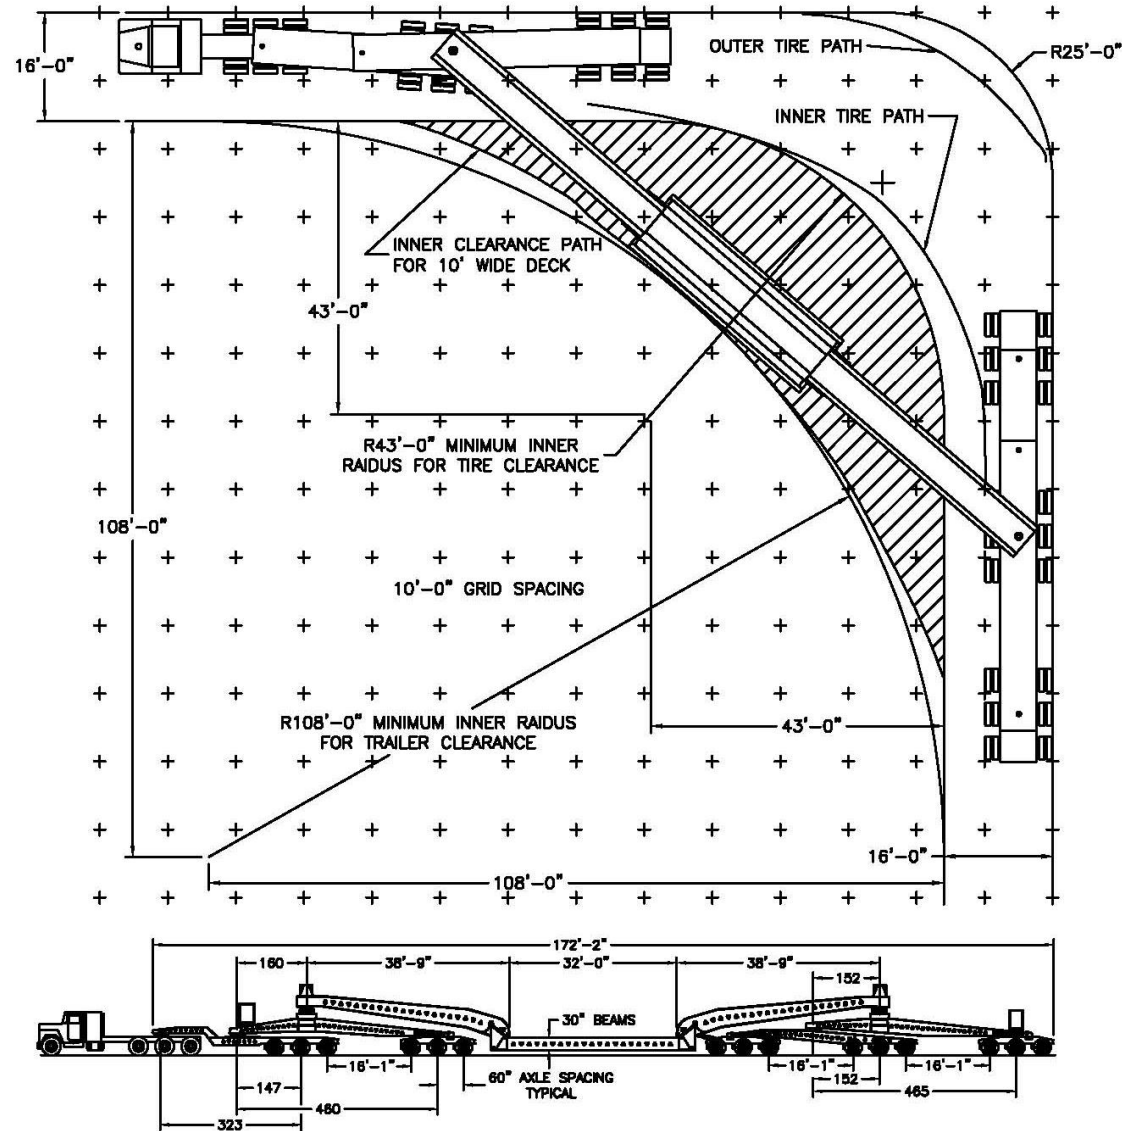 16'-0"
OUTER TIRE PATH
R25'-0"
INNER TIRE PATH
INNER CLEARANCE PATH
FOR 10' WIDE DECK
43'-0"
R43'-0" MINIMUM INNER
RAIDUS FOR TIRE CLEARANCE
108'-0"
10'-0" GRID SPACING
R108'-0" MINIMUM INNER RAIDUS
FOR TRAILER CLEARANCE
43'-0"
16'-0"
108'-0"
172'-2"
160
38'-9"
32'-0"
38'-9"
152
30" BEAMS
16'-1"
60" AXLE SPACING
TYPICAL
16'-1"
16'-1"
147
152
460
465
323